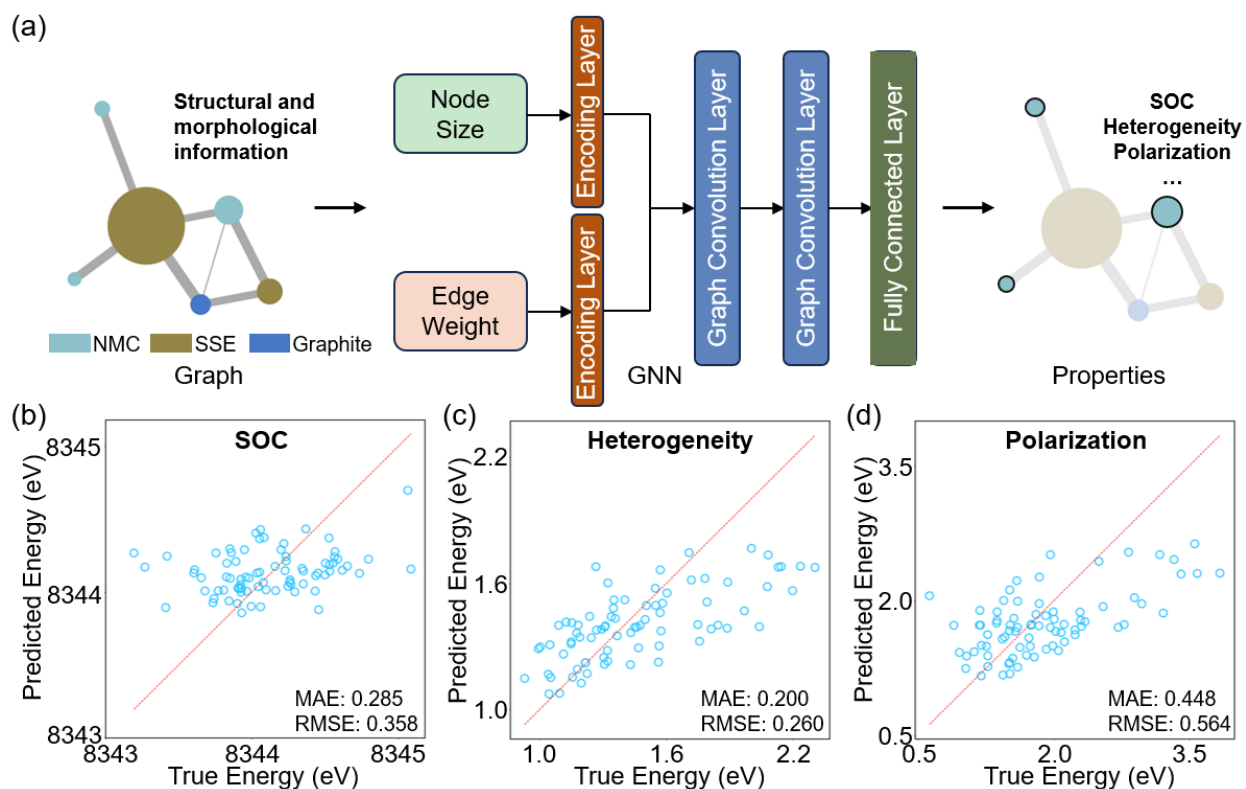 (a)
Structural and
morphological
information
NMC
SSE
Graphite
Graph
Node
Size
Edge
Weight
Encoding Layer
Encoding Layer
Graph Convolution Layer
Graph Convolution Layer
Fully Connected Layer
GNN
SOC
Heterogeneity
Polarization
...
Properties
(b)
SOC
Predicted Energy (eV)
8345
8344
8343
MAE: 0.285
RMSE: 0.358
8343
8344
8345
True Energy (eV)
(c)
Heterogeneity
Predicted Energy (eV)
2.2
1.6
1.0
MAE: 0.200
RMSE: 0.260
1.0
1.6
2.2
True Energy (eV)
(d)
Polarization
Predicted Energy (eV)
3.5
2.0
0.5
MAE: 0.448
RMSE: 0.564
0.5
2.0
3.5
True Energy (eV)